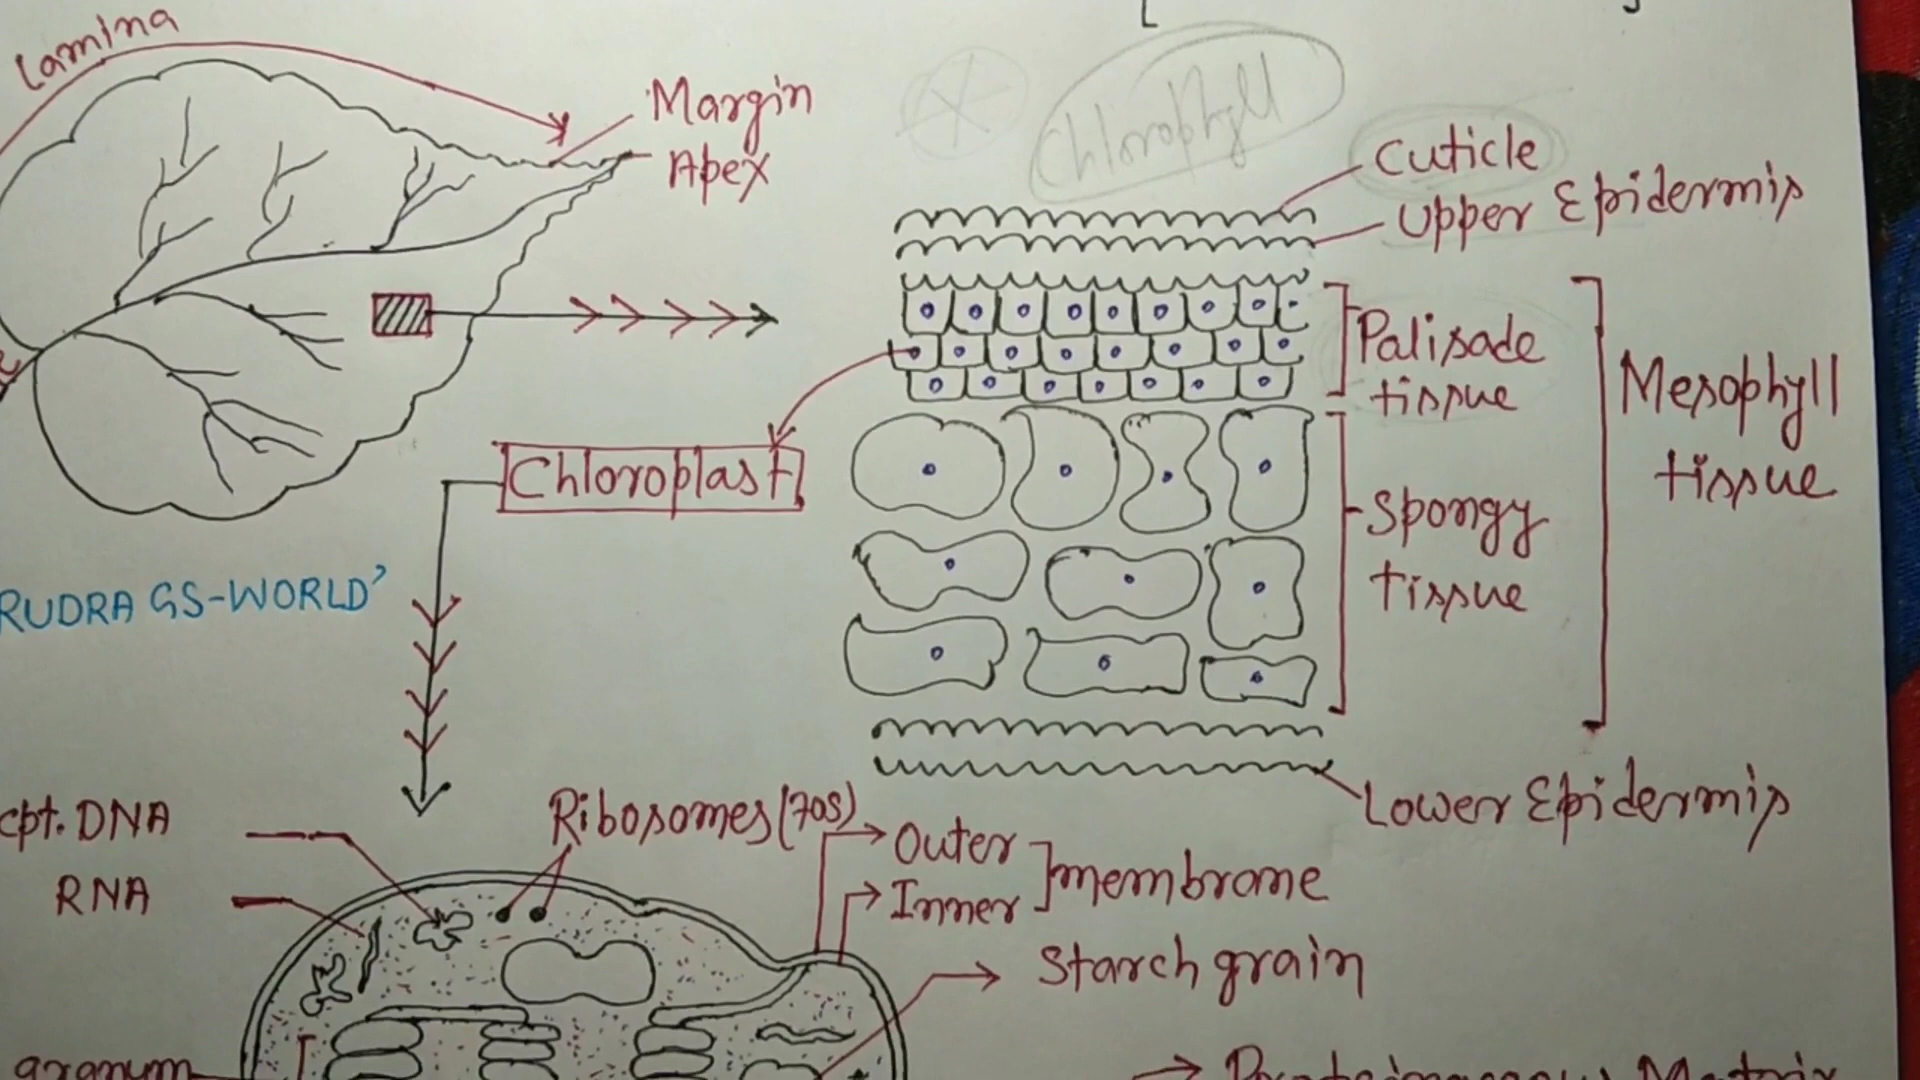 Lamina
Margin
Apex
Chlorophyll
Cuticle
Upper Epidermis
Palisade
tissue
Mesophyll
tissue
Chloroplast
Spongy
tissue
RUDRA GS-WORLD'
Lower Epidermis
cpt. DNA
RNA
Ribosomes (70S)
Outer
Inner
membrane
Starch grain
granum